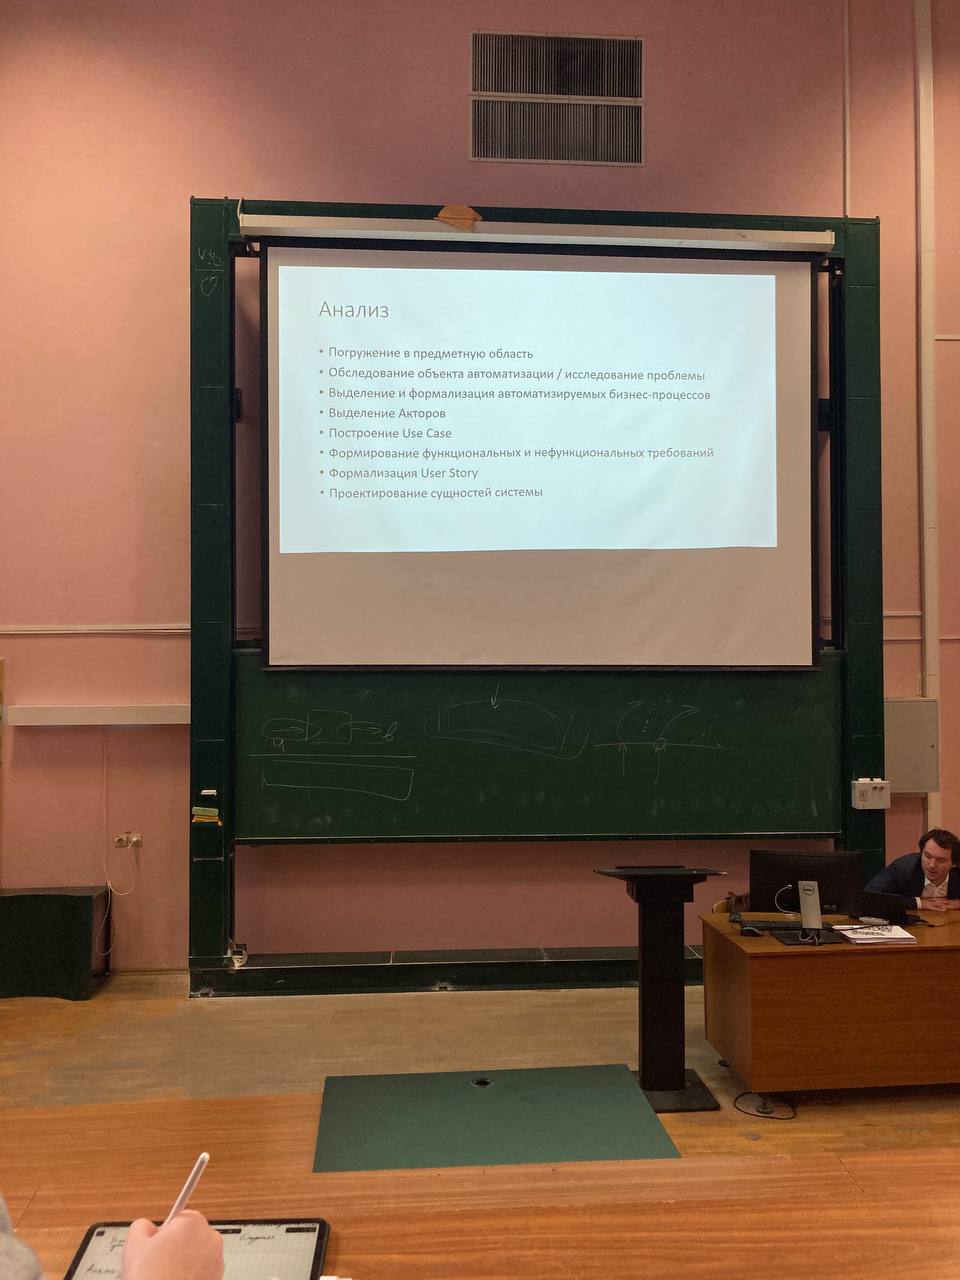 Анализ
• Погружение в предметную область
• Обследование объекта автоматизации / исследование проблемы
• Выделение и формализация автоматизируемых бизнес-процессов
• Выделение Акторов
• Построение Use Case
• Формирование функциональных и нефункциональных требований
• Формализация User Story
• Проектирование сущностей системы
a
в
DELL